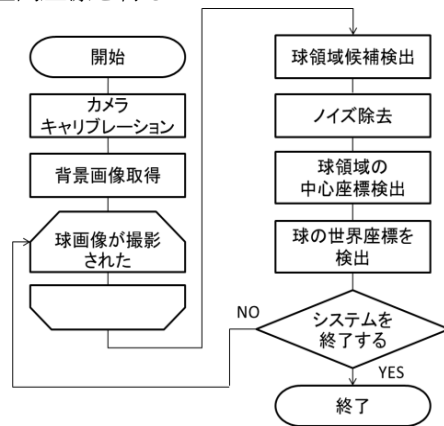 開始
カメラ
キャリブレーション
背景画像取得
球画像が撮影
された
球領域候補検出
ノイズ除去
球領域の
中心座標検出
球の世界座標を
検出
システムを
終了する
NO
YES
終了